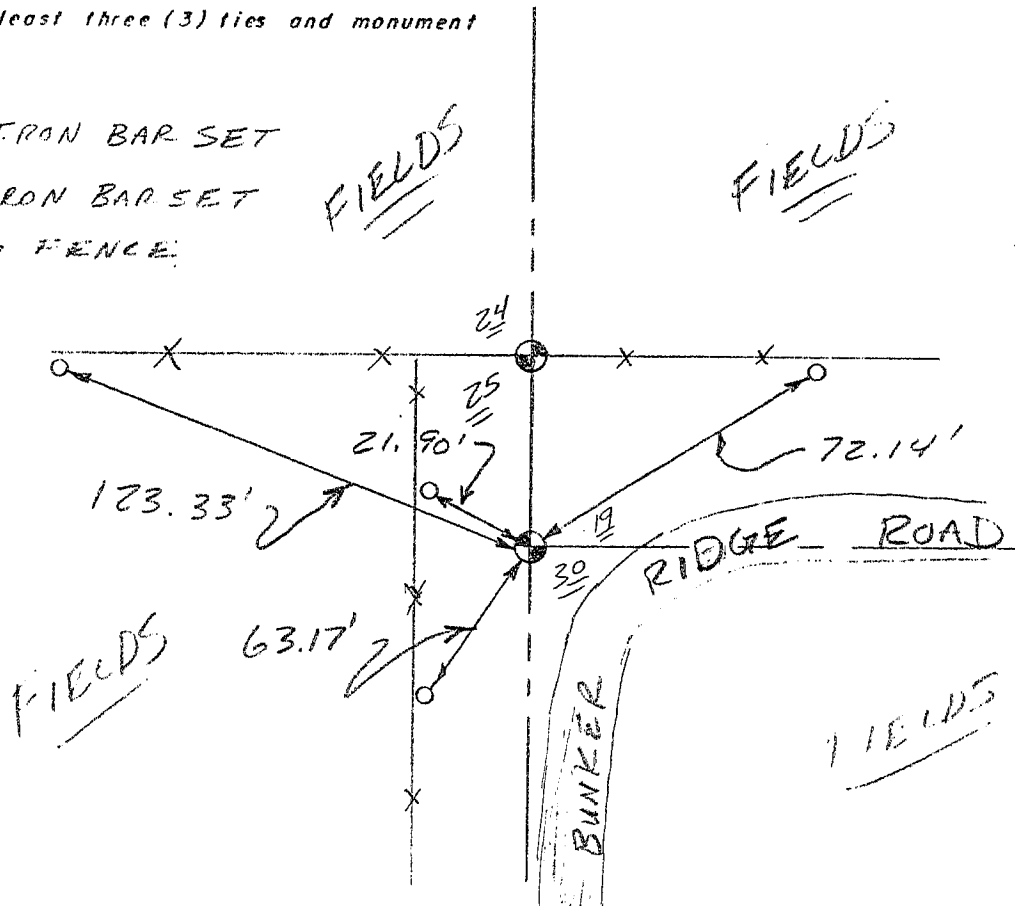 least three (3) ties and monument
IRON BAR SET
FIELDS
FIELDS
RON BAR SET
FENCE
24
25
21.90'
72.14'
123.33'
19
RIDGE ROAD
30
63.17'
FIELDS
FIELDS
BUNKER